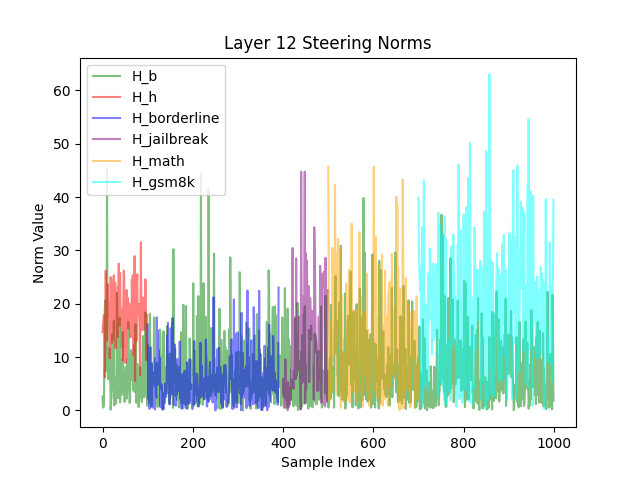 Layer 12 Steering Norms
H_b
H_h
H_borderline
H_jailbreak
H_math
H_gsm8k
Norm Value
60
50
40
30
20
10
0
0 200 400 600 800 1000
Sample Index